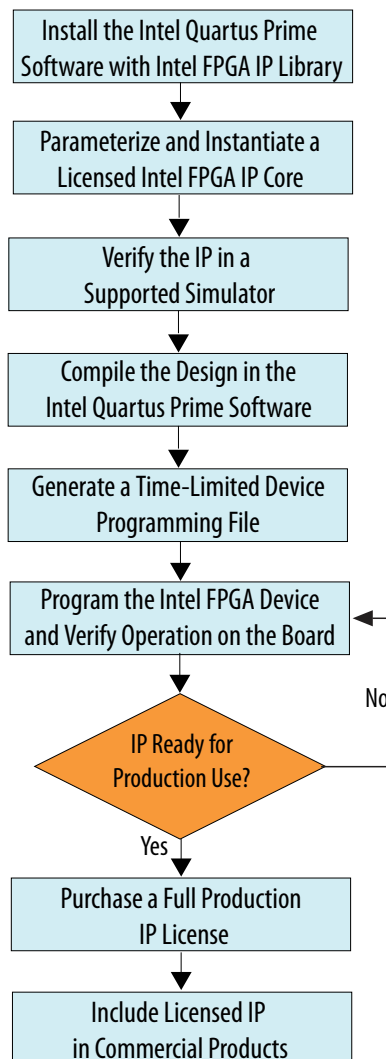 Install the Intel Quartus Prime
Software with Intel FPGA IP Library
Parameterize and Instantiate a
Licensed Intel FPGA IP Core
Verify the IP in a
Supported Simulator
Compile the Design in the
Intel Quartus Prime Software
Generate a Time-Limited Device
Programming File
Program the Intel FPGA Device
and Verify Operation on the Board
No
IP Ready for
Production Use?
Yes
Purchase a Full Production
IP License
Include Licensed IP
in Commercial Products